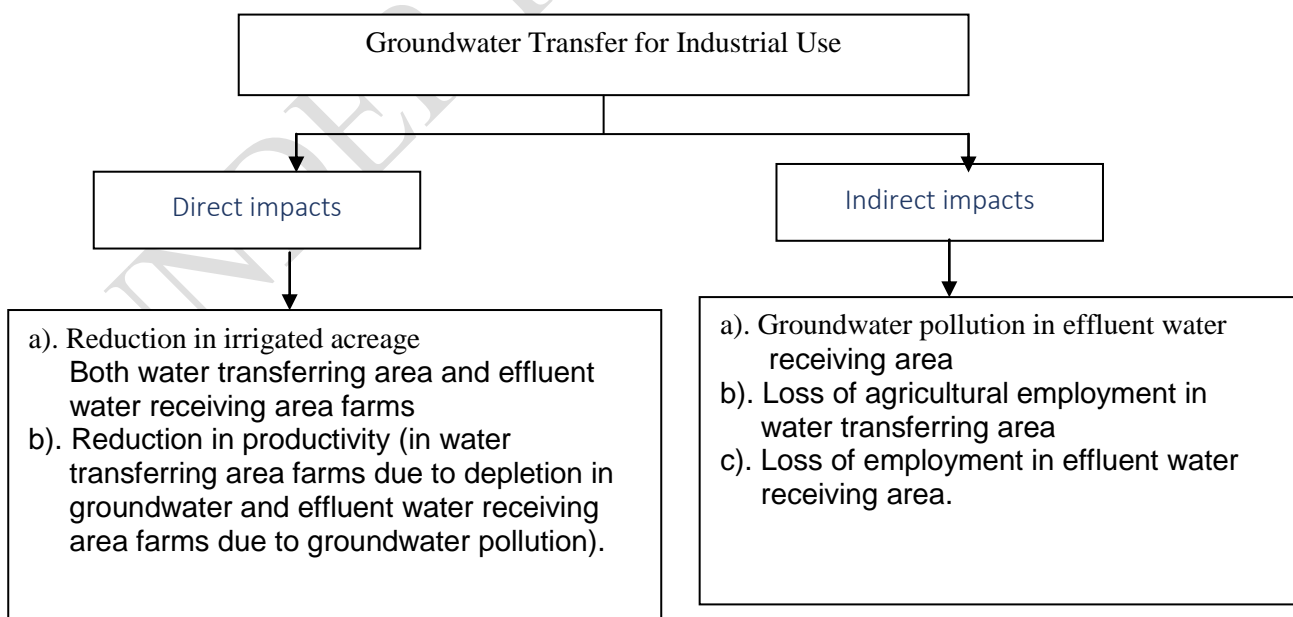 Groundwater Transfer for Industrial Use
Direct impacts
Indirect impacts
a). Reduction in irrigated acreage
Both water transferring area and effluent
water receiving area farms
b). Reduction in productivity (in water
transferring area farms due to depletion in
groundwater and effluent water receiving
area farms due to groundwater pollution).
a). Groundwater pollution in effluent water
receiving area
b). Loss of agricultural employment in
water transferring area
c). Loss of employment in effluent water
receiving area.